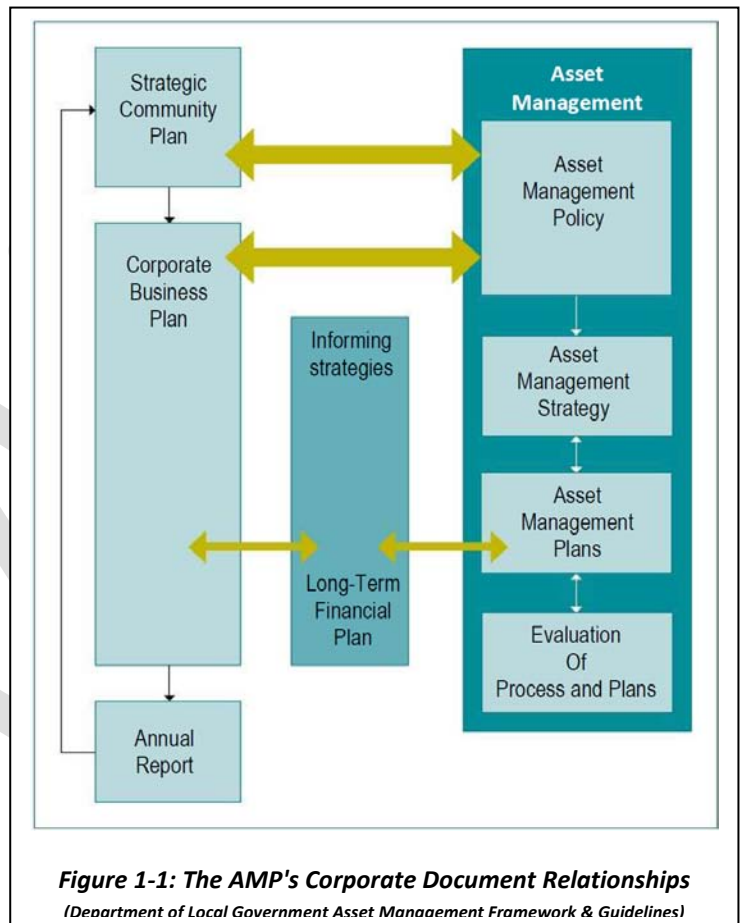 Strategic
Community
Plan
Corporate
Business
Plan
Annual
Report
Informing
strategies
Long-Term
Financial
Plan
Asset
Management
Asset
Management
Policy
Asset
Management
Strategy
Asset
Management
Plans
Evaluation
Of
Process and Plans
Figure 1-1: The AMP's Corporate Document Relationships
(Department of Local Government Asset Management Framework & Guidelines)